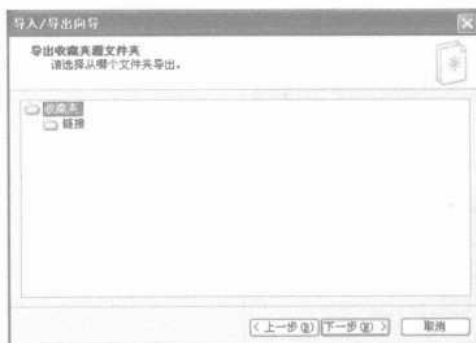 导入/导出向导
导出收藏夹源文件夹
请选择从哪个文件夹导出。
收藏夹
链接
< 上一步(B) 下一步(N) > 取消